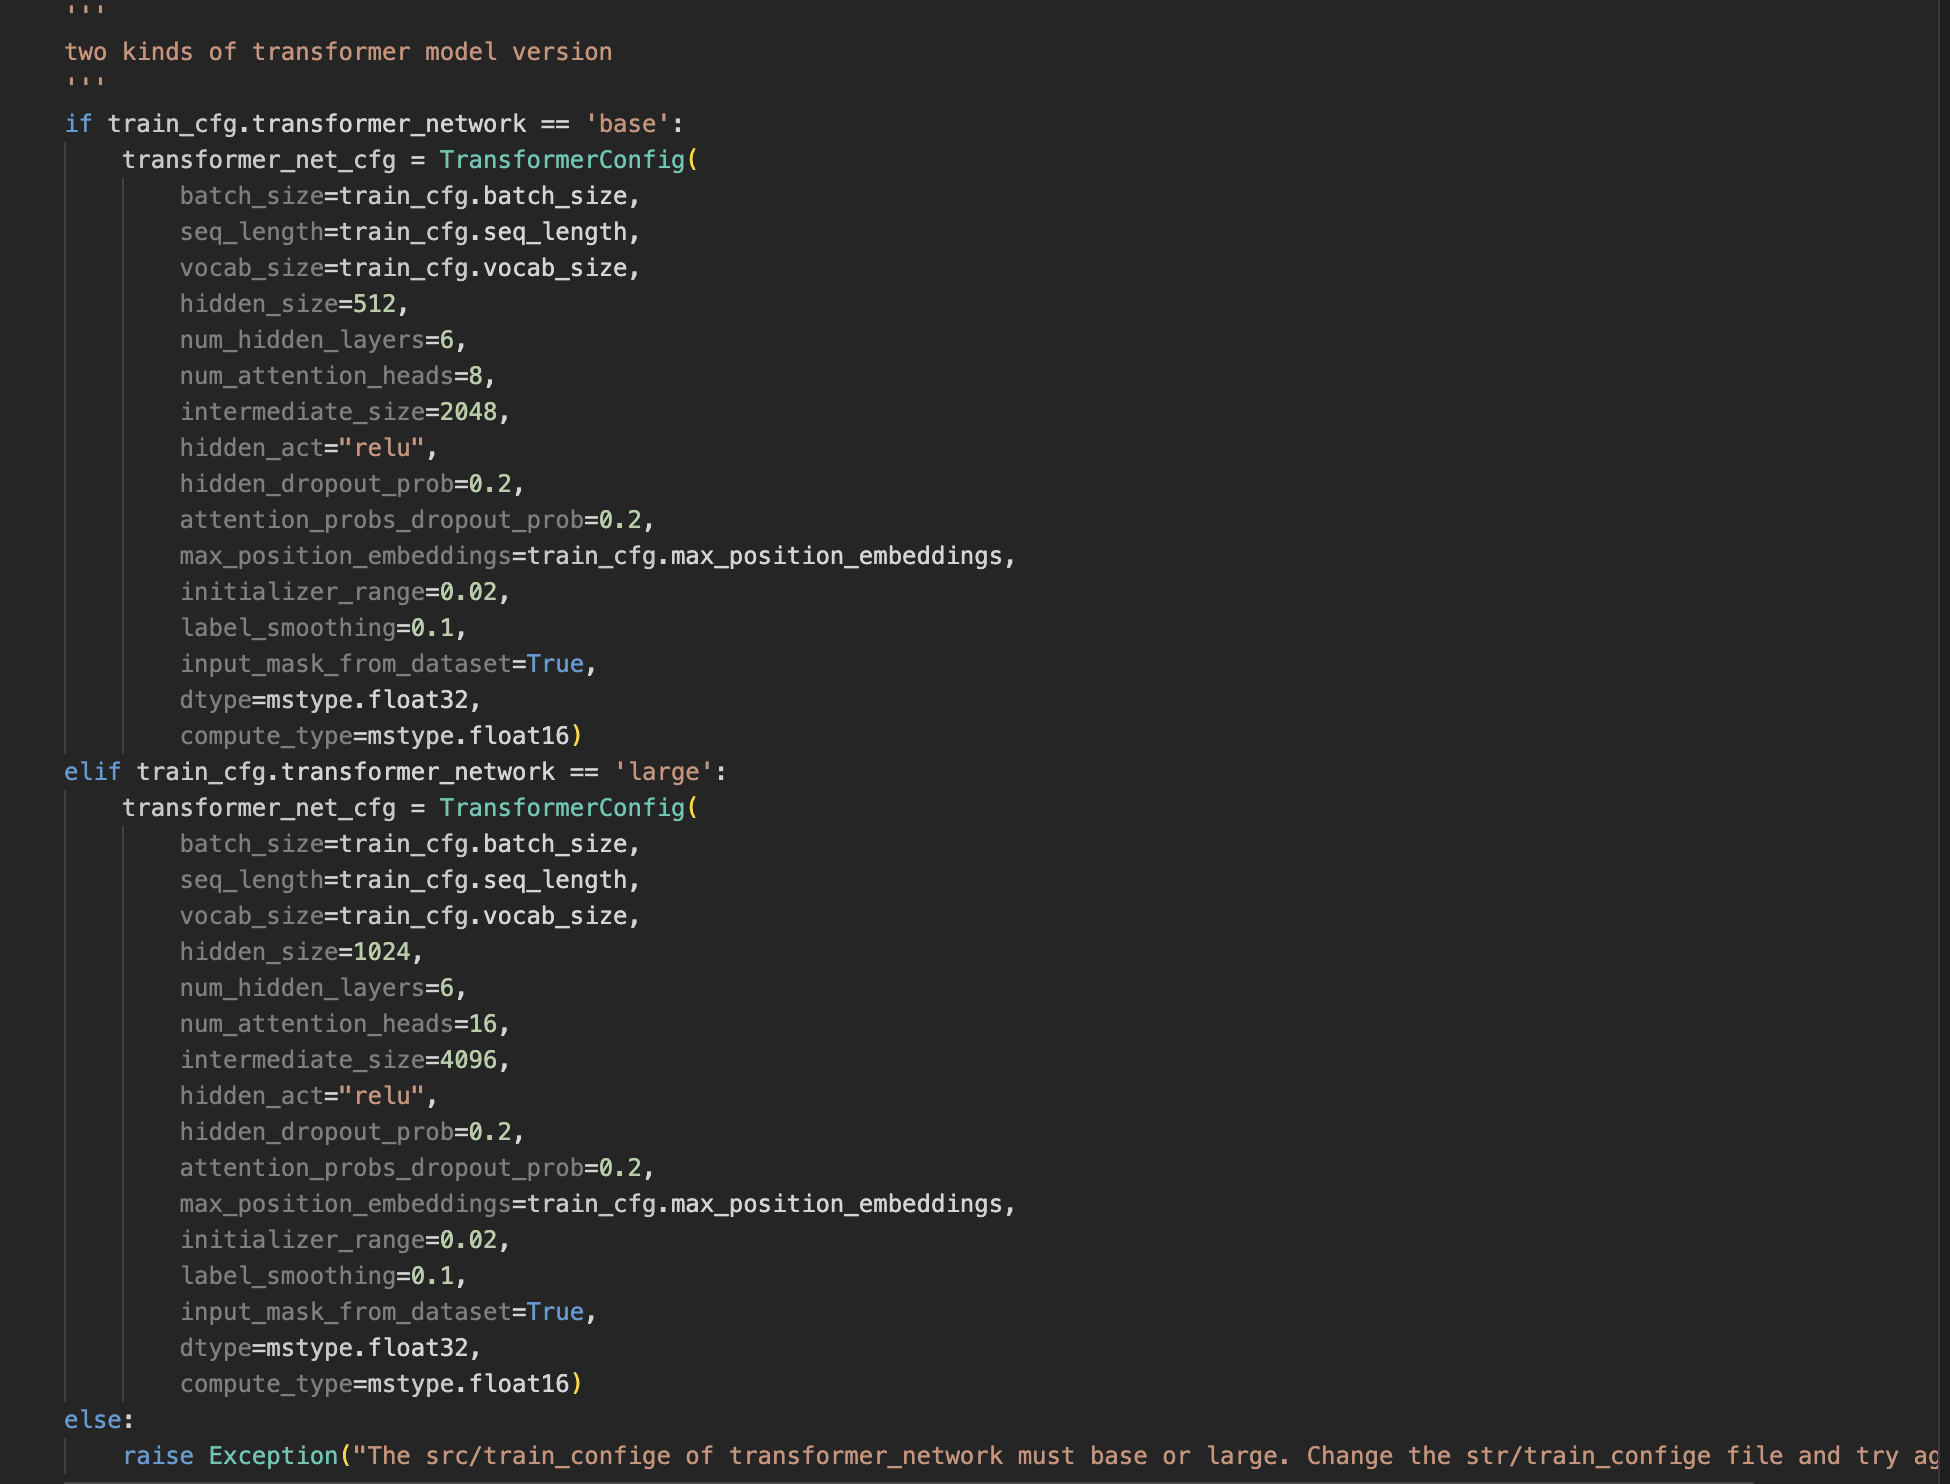 '''
two kinds of transformer model version
'''
if train_cfg.transformer_network == 'base':
    transformer_net_cfg = TransformerConfig(
        batch_size=train_cfg.batch_size,
        seq_length=train_cfg.seq_length,
        vocab_size=train_cfg.vocab_size,
        hidden_size=512,
        num_hidden_layers=6,
        num_attention_heads=8,
        intermediate_size=2048,
        hidden_act="relu",
        hidden_dropout_prob=0.2,
        attention_probs_dropout_prob=0.2,
        max_position_embeddings=train_cfg.max_position_embeddings,
        initializer_range=0.02,
        label_smoothing=0.1,
        input_mask_from_dataset=True,
        dtype=mstype.float32,
        compute_type=mstype.float16)
elif train_cfg.transformer_network == 'large':
    transformer_net_cfg = TransformerConfig(
        batch_size=train_cfg.batch_size,
        seq_length=train_cfg.seq_length,
        vocab_size=train_cfg.vocab_size,
        hidden_size=1024,
        num_hidden_layers=6,
        num_attention_heads=16,
        intermediate_size=4096,
        hidden_act="relu",
        hidden_dropout_prob=0.2,
        attention_probs_dropout_prob=0.2,
        max_position_embeddings=train_cfg.max_position_embeddings,
        initializer_range=0.02,
        label_smoothing=0.1,
        input_mask_from_dataset=True,
        dtype=mstype.float32,
        compute_type=mstype.float16)
else:
    raise Exception("The src/train_confige of transformer_network must base or large. Change the str/train_confige file and try